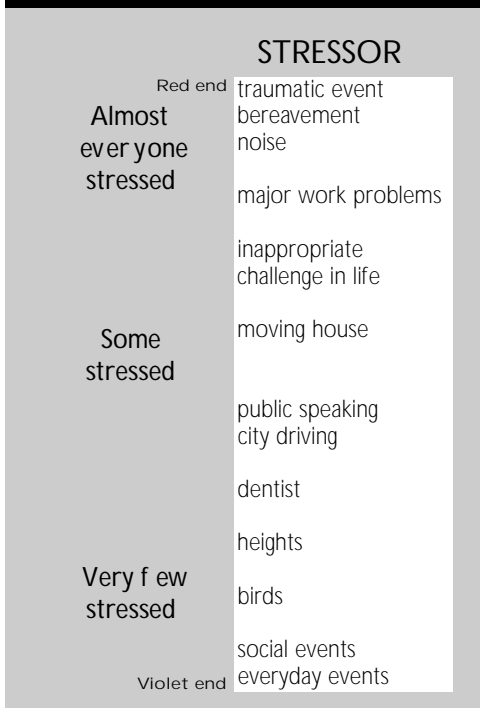 STRESSOR
Red end
traumatic event
Almost
bereavement
everyone
noise
stressed
major work problems
inappropriate
challenge in life
Some
moving house
stressed
public speaking
city driving
dentist
heights
Very few
stressed
birds
social events
Violet end
everyday events